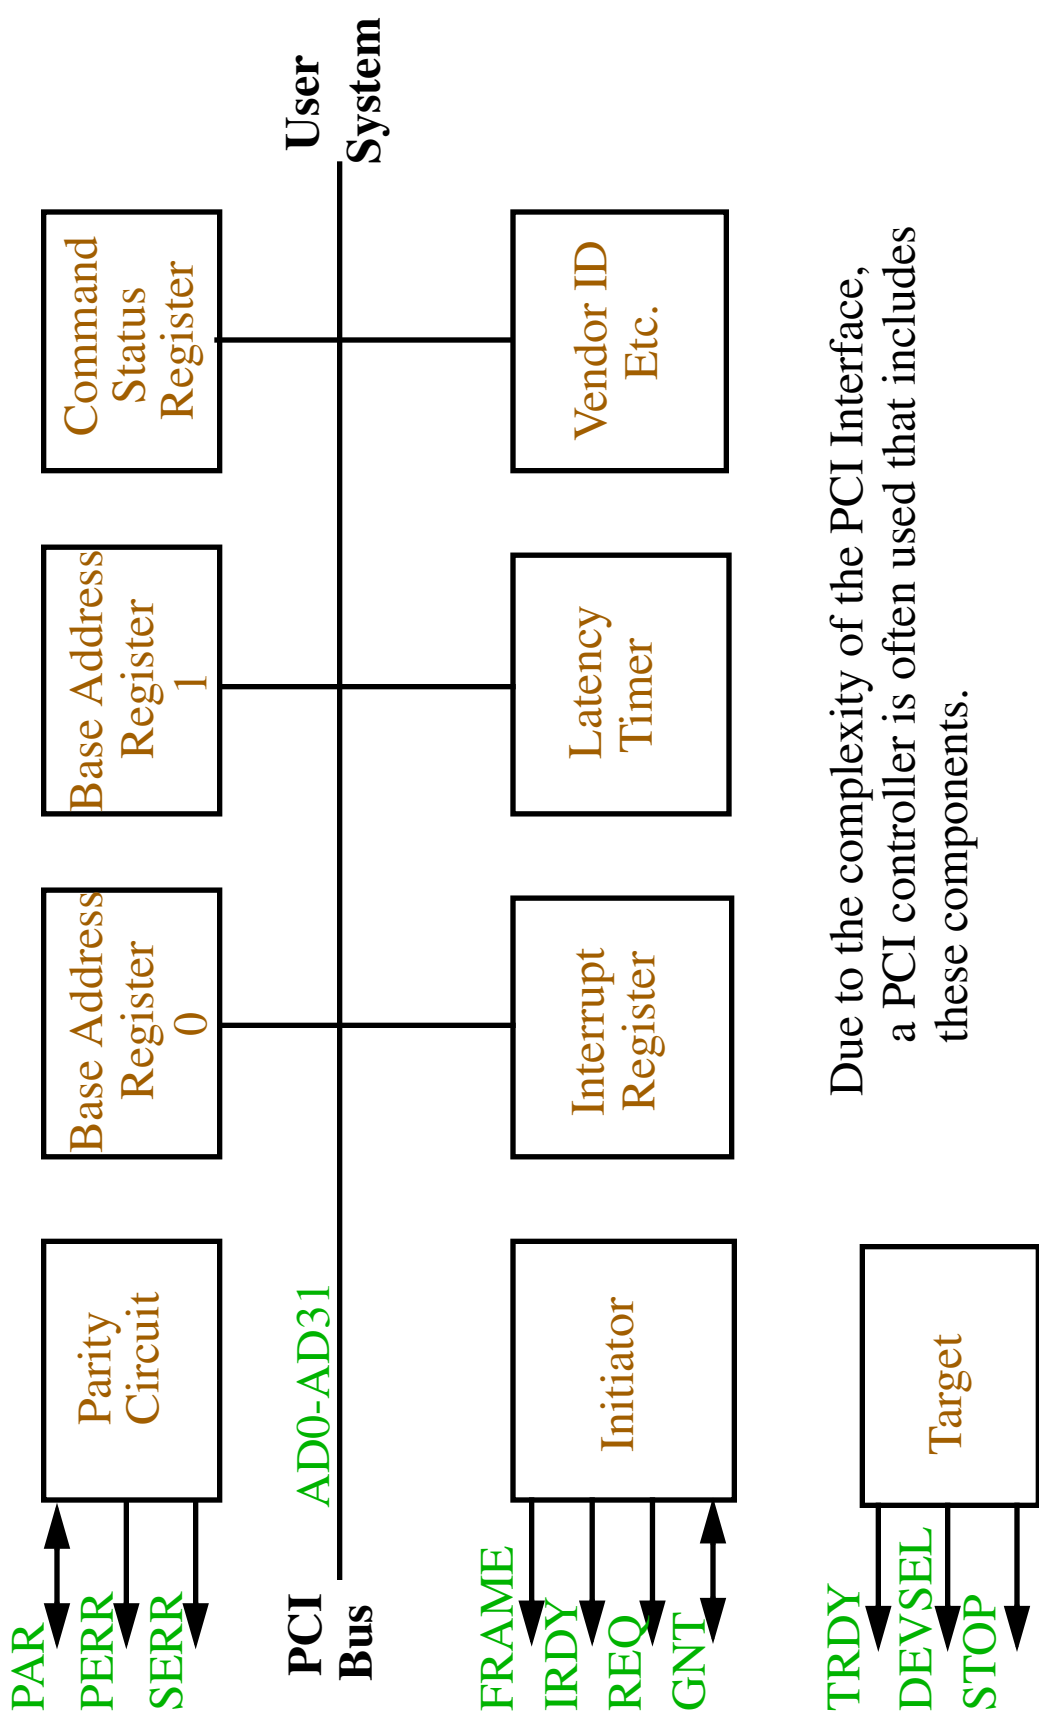 PAR
PERR
SERR
Parity
Circuit
Base Address
Register
0
Base Address
Register
1
Command
Status
Register
PCI
Bus
AD0-AD31
User
System
FRAME
IRDY
REQ
GNT
Initiator
Interrupt
Register
Latency
Timer
Vendor ID
Etc.
TRDY
DEVSEL
STOP
Target
Due to the complexity of the PCI Interface,
a PCI controller is often used that includes
these components.